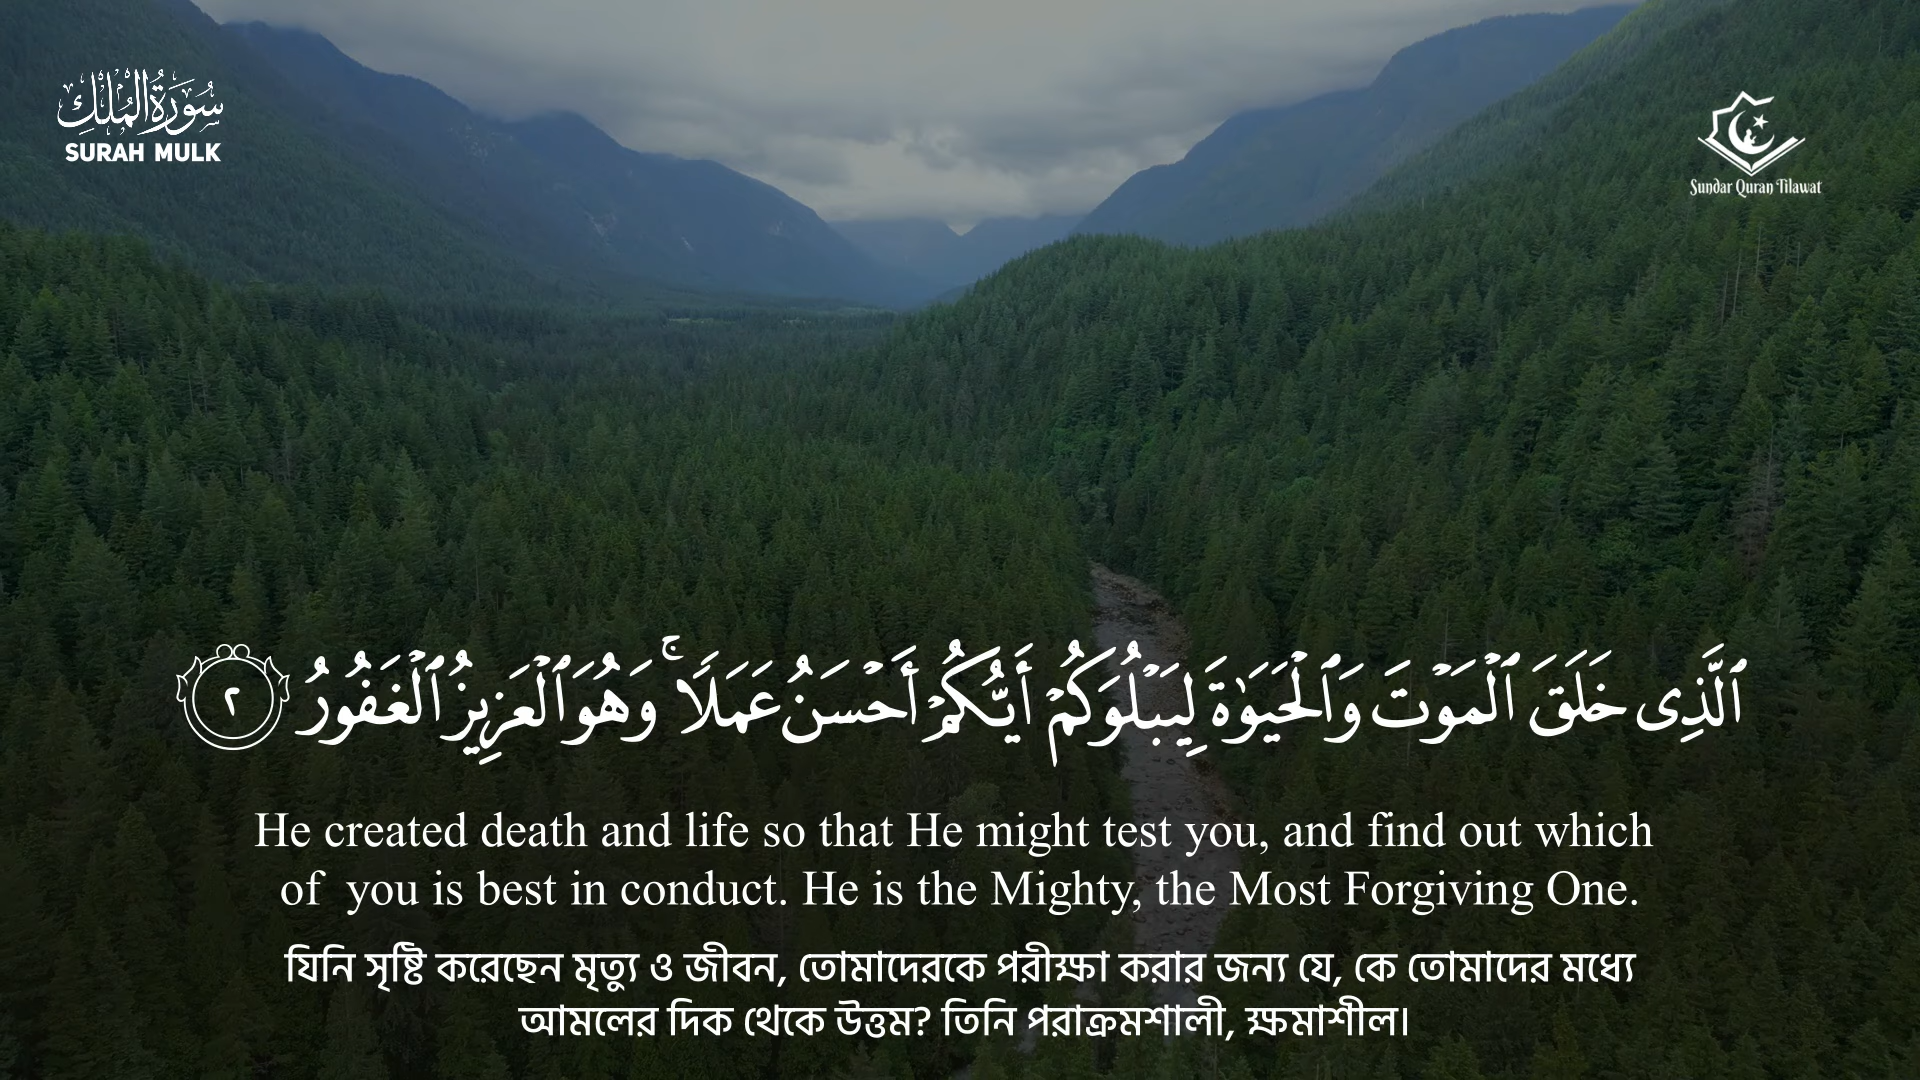 سُورَةُ الْمُلْكِ
SURAH MULK
Sundar Quran Tilawat
ٱلَّذِى خَلَقَ ٱلْمَوْتَ وَٱلْحَيَوٰةَ لِيَبْلُوَكُمْ أَيُّكُمْ أَحْسَنُ عَمَلًا ۚ وَهُوَ ٱلْعَزِيزُ ٱلْغَفُورُ ٢
He created death and life so that He might test you, and find out which
of you is best in conduct. He is the Mighty, the Most Forgiving One.
যিনি সৃষ্টি করেছেন মৃত্যু ও জীবন, তোমাদেরকে পরীক্ষা করার জন্য যে, কে তোমাদের মধ্যে
আমলের দিক থেকে উত্তম? তিনি পরাক্রমশালী, ক্ষমাশীল।